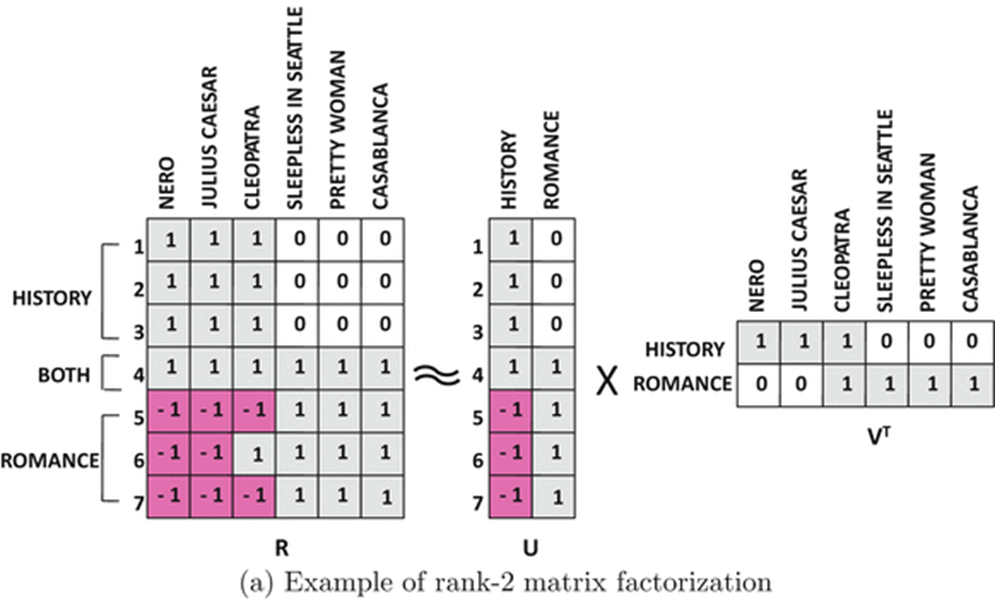 NERO JULIUS CAESAR CLEOPATRA SLEEPLESS IN SEATTLE PRETTY WOMAN CASABLANCA
1 1 1 1 0 0 0
2 1 1 1 0 0 0
3 1 1 1 0 0 0
4 1 1 1 1 1 1
5 -1 -1 -1 1 1 1
6 -1 -1 1 1 1 1
7 -1 -1 -1 1 1 1
HISTORY
BOTH
ROMANCE
R
≈
HISTORY ROMANCE
1 1 0
2 1 0
3 1 0
4 1 1
5 -1 1
6 -1 1
7 -1 1
U
X
NERO JULIUS CAESAR CLEOPATRA SLEEPLESS IN SEATTLE PRETTY WOMAN CASABLANCA
HISTORY 1 1 1 0 0 0
ROMANCE 0 0 1 1 1 1
Vᵀ
(a) Example of rank-2 matrix factorization